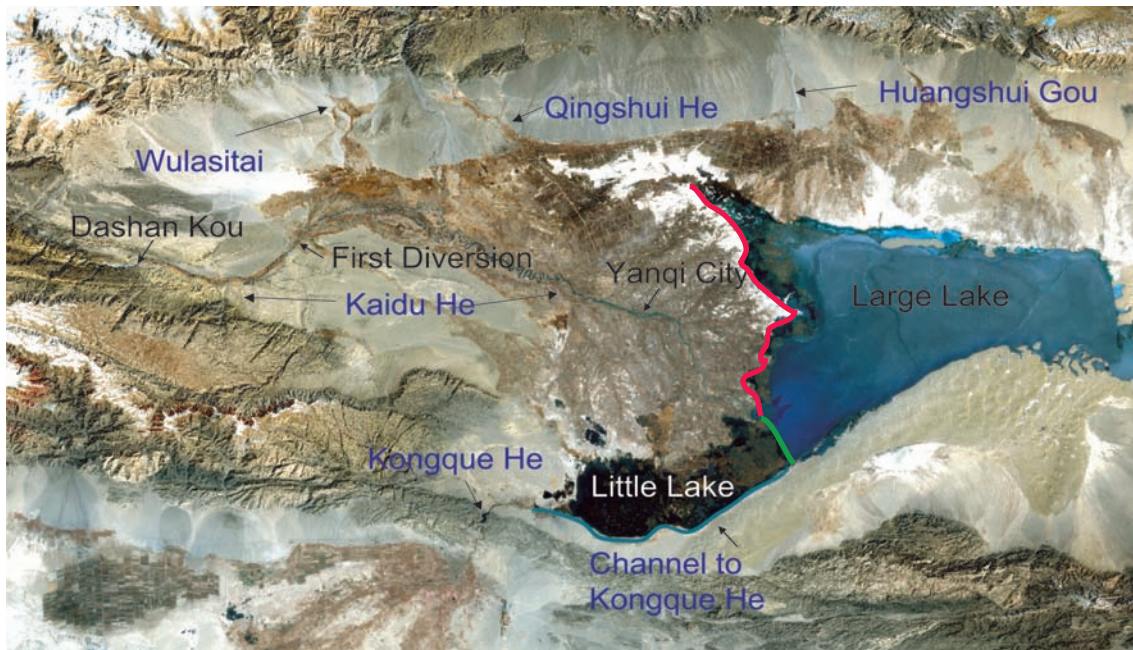 Huangshui Gou
Qingshui He
Wulasitai
Dashan Kou
First Diversion
Yanqi City
Kaidu He
Large Lake
Kongque He
Little Lake
Channel to
Kongque He